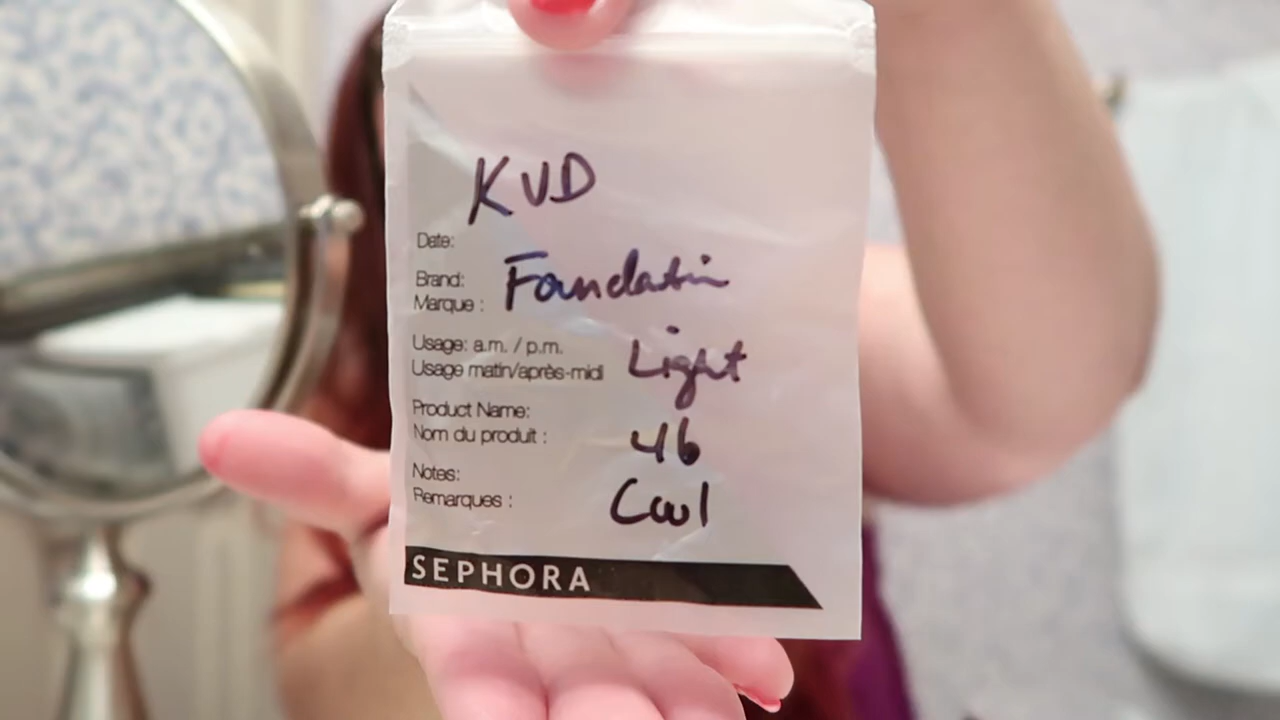 KVD
Date:
Brand: Foundation
Marque :
Usage: a.m. / p.m.
Usage matin/après-midi Light
Product Name:
Nom du produit : 46
Notes:
Remarques : Cool
SEPHORA